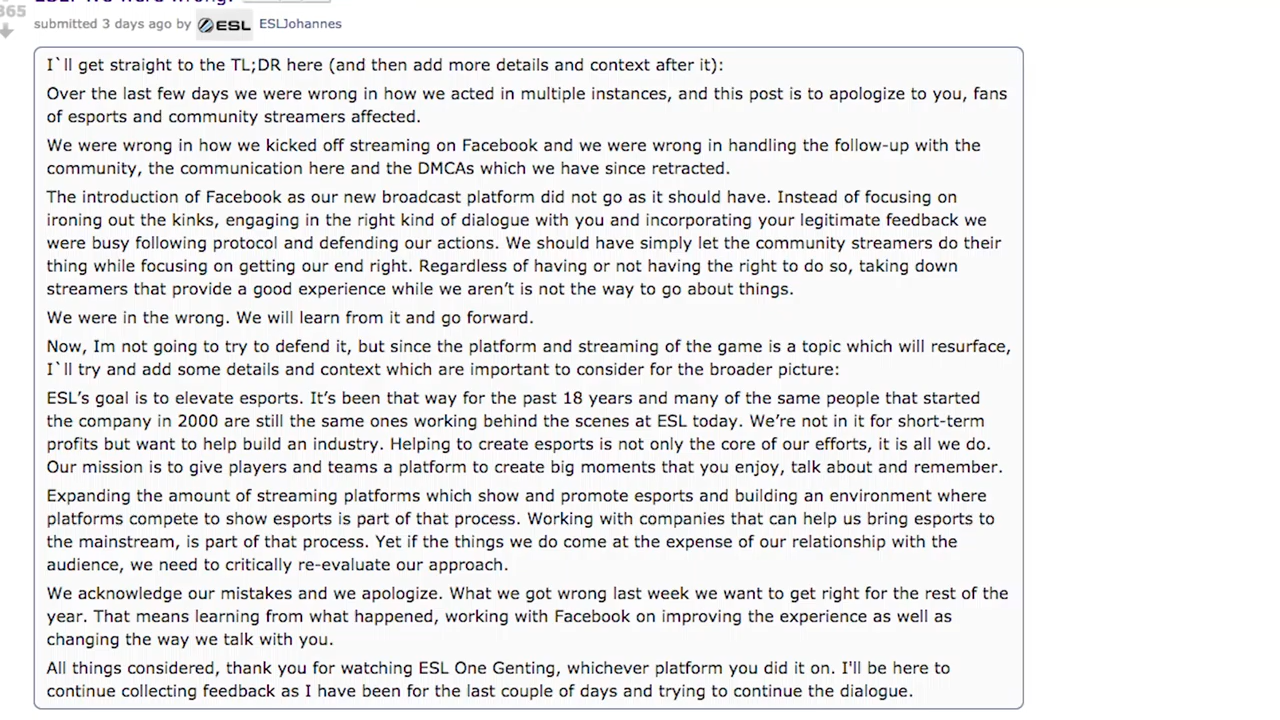 365
ESL: We were wrong!
submitted 3 days ago by ESL ESLJohannes
I`ll get straight to the TL;DR here (and then add more details and context after it):
Over the last few days we were wrong in how we acted in multiple instances, and this post is to apologize to you, fans
of esports and community streamers affected.
We were wrong in how we kicked off streaming on Facebook and we were wrong in handling the follow-up with the
community, the communication here and the DMCAs which we have since retracted.
The introduction of Facebook as our new broadcast platform did not go as it should have. Instead of focusing on
ironing out the kinks, engaging in the right kind of dialogue with you and incorporating your legitimate feedback we
were busy following protocol and defending our actions. We should have simply let the community streamers do their
thing while focusing on getting our end right. Regardless of having or not having the right to do so, taking down
streamers that provide a good experience while we aren’t is not the way to go about things.
We were in the wrong. We will learn from it and go forward.
Now, Im not going to try to defend it, but since the platform and streaming of the game is a topic which will resurface,
I`ll try and add some details and context which are important to consider for the broader picture:
ESL’s goal is to elevate esports. It’s been that way for the past 18 years and many of the same people that started
the company in 2000 are still the same ones working behind the scenes at ESL today. We’re not in it for short-term
profits but want to help build an industry. Helping to create esports is not only the core of our efforts, it is all we do.
Our mission is to give players and teams a platform to create big moments that you enjoy, talk about and remember.
Expanding the amount of streaming platforms which show and promote esports and building an environment where
platforms compete to show esports is part of that process. Working with companies that can help us bring esports to
the mainstream, is part of that process. Yet if the things we do come at the expense of our relationship with the
audience, we need to critically re-evaluate our approach.
We acknowledge our mistakes and we apologize. What we got wrong last week we want to get right for the rest of the
year. That means learning from what happened, working with Facebook on improving the experience as well as
changing the way we talk with you.
All things considered, thank you for watching ESL One Genting, whichever platform you did it on. I'll be here to
continue collecting feedback as I have been for the last couple of days and trying to continue the dialogue.